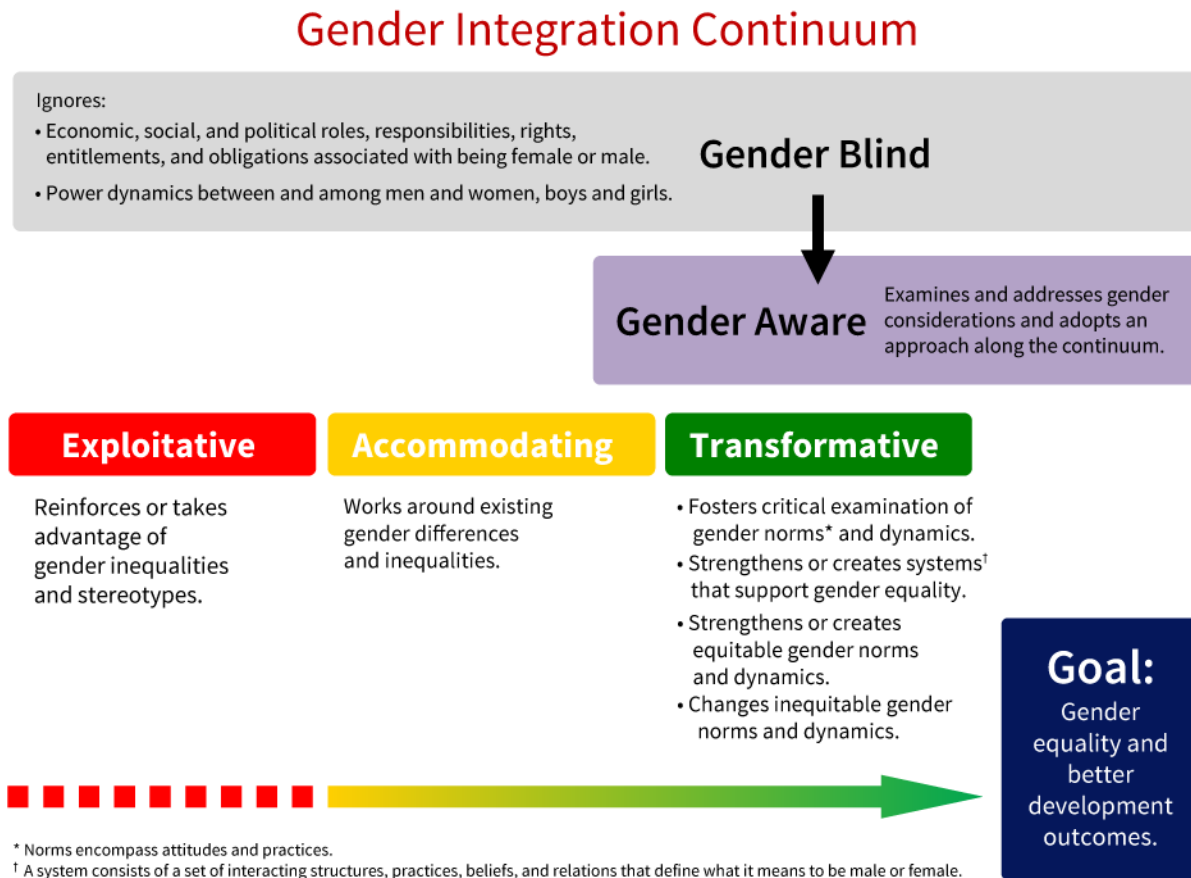 Gender Integration Continuum
Ignores:
• Economic, social, and political roles, responsibilities, rights,
entitlements, and obligations associated with being female or male.
• Power dynamics between and among men and women, boys and girls.
Gender Blind
Gender Aware
Examines and addresses gender
considerations and adopts an
approach along the continuum.
Exploitative
Reinforces or takes
advantage of
gender inequalities
and stereotypes.
Accommodating
Works around existing
gender differences
and inequalities.
Transformative
• Fosters critical examination of
gender norms* and dynamics.
• Strengthens or creates systems†
that support gender equality.
• Strengthens or creates
equitable gender norms
and dynamics.
• Changes inequitable gender
norms and dynamics.
Goal:
Gender
equality and
better
development
outcomes.
* Norms encompass attitudes and practices.
† A system consists of a set of interacting structures, practices, beliefs, and relations that define what it means to be male or female.